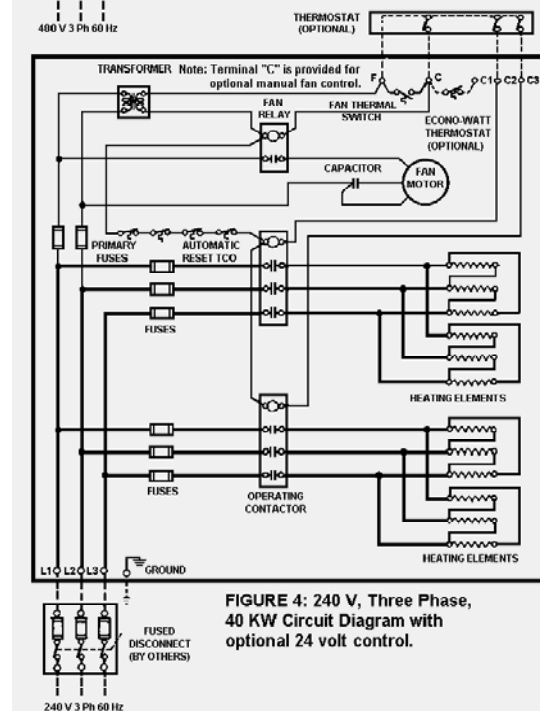 480 V 3 Ph 60 Hz
THERMOSTAT
(OPTIONAL)
TRANSFORMER
Note: Terminal "C" is provided for
optional manual fan control.
F
C
C1
C2
C3
FAN
RELAY
FAN THERMAL
SWITCH
ECONO-WATT
THERMOSTAT
(OPTIONAL)
CAPACITOR
FAN
MOTOR
PRIMARY
FUSES
AUTOMATIC
RESET TCO
FUSES
HEATING ELEMENTS
FUSES
OPERATING
CONTACTOR
HEATING ELEMENTS
L1
L2
L3
GROUND
FUSED
DISCONNECT
(BY OTHERS)
FIGURE 4: 240 V, Three Phase,
40 KW Circuit Diagram with
optional 24 volt control.
240 V 3 Ph 60 Hz